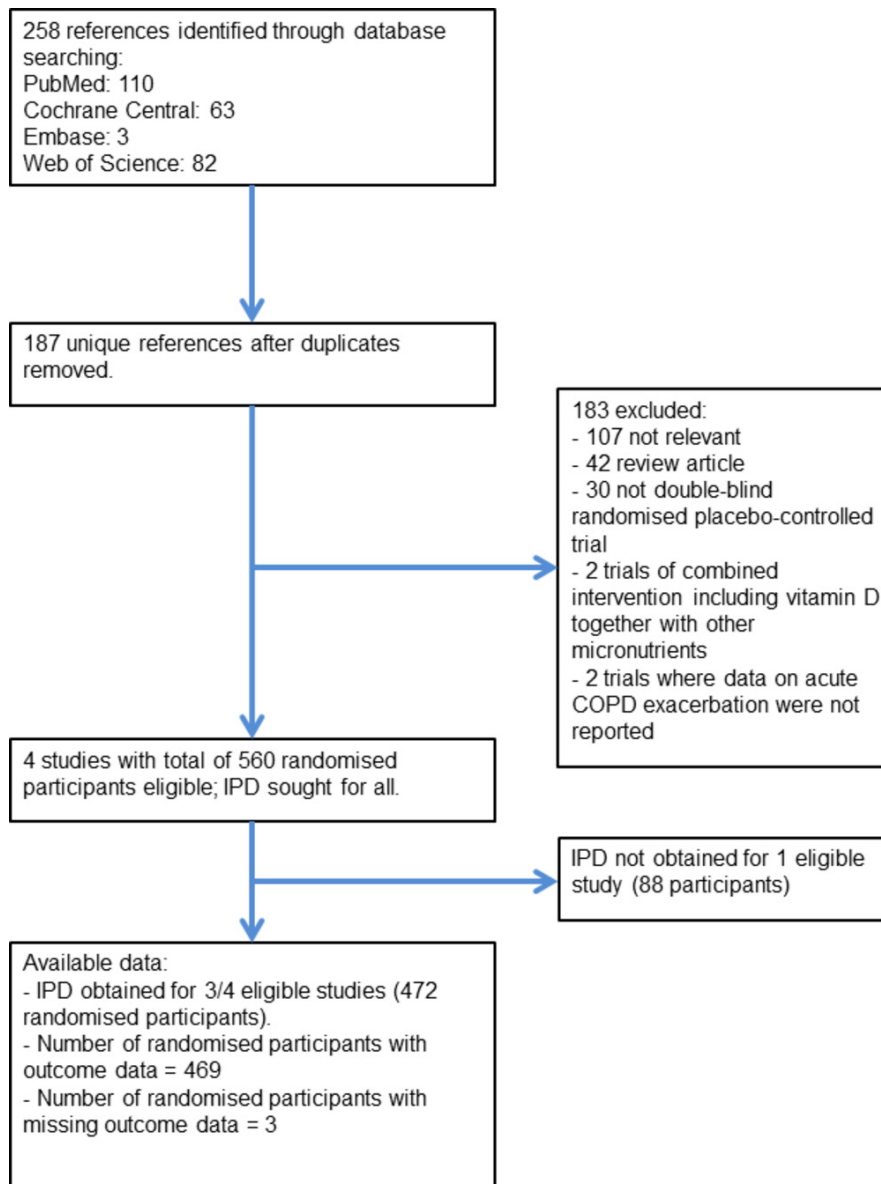 258 references identified through database
searching:
PubMed: 110
Cochrane Central: 63
Embase: 3
Web of Science: 82
187 unique references after duplicates
removed.
183 excluded:
- 107 not relevant
- 42 review article
- 30 not double-blind
randomised placebo-controlled
trial
- 2 trials of combined
intervention including vitamin D
together with other
micronutrients
- 2 trials where data on acute
COPD exacerbation were not
reported
4 studies with total of 560 randomised
participants eligible; IPD sought for all.
IPD not obtained for 1 eligible
study (88 participants)
Available data:
- IPD obtained for 3/4 eligible studies (472
randomised participants).
- Number of randomised participants with
outcome data = 469
- Number of randomised participants with
missing outcome data = 3